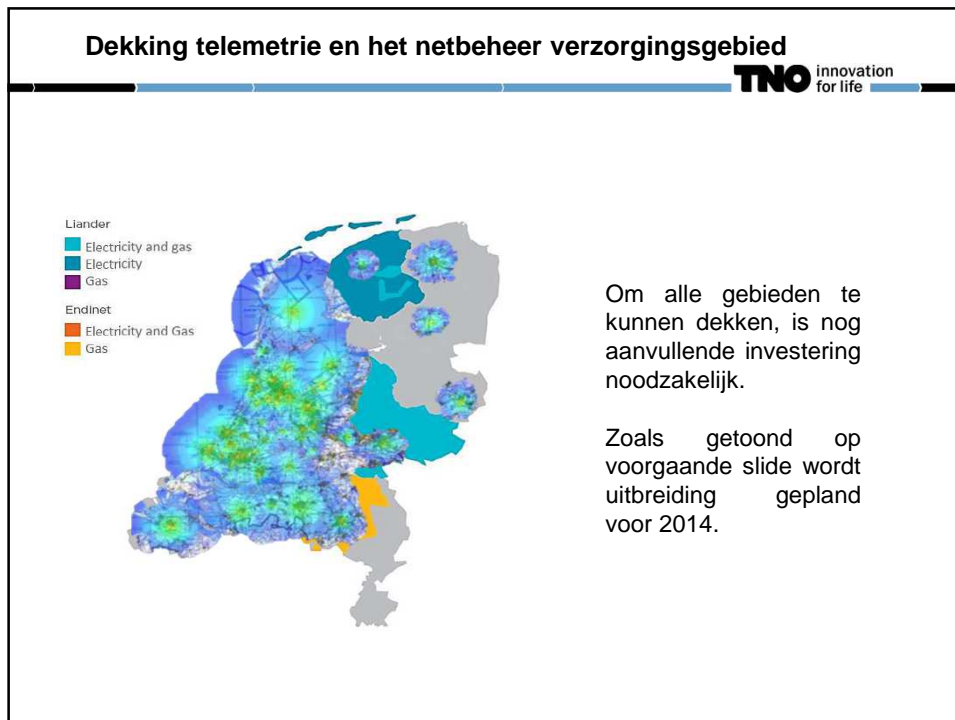 Dekking telemetrie en het netbeheer verzorgingsgebied
TNO innovation
for life
Liander
Electricity and gas
Electricity
Gas
Endinet
Electricity and Gas
Gas
Om alle gebieden te
kunnen dekken, is nog
aanvullende investering
noodzakelijk.
Zoals getoond op
voorgaande slide wordt
uitbreiding gepland
voor 2014.